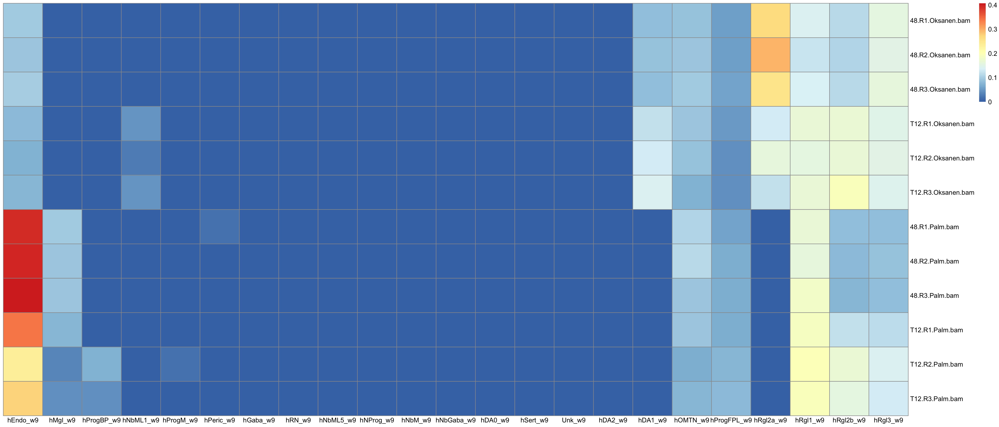 0.4
48.R1.Oksanen.bam
0.3
48.R2.Oksanen.bam
0.2
0.1
48.R3.Oksanen.bam
0
T12.R1.Oksanen.bam
T12.R2.Oksanen.bam
T12.R3.Oksanen.bam
48.R1.Palm.bam
48.R2.Palm.bam
48.R3.Palm.bam
T12.R1.Palm.bam
T12.R2.Palm.bam
T12.R3.Palm.bam
hEndo_w9 hMgl_w9 hProgBP_w9 hNbML1_w9 hProgM_w9 hPeric_w9 hGaba_w9 hRN_w9 hNbML5_w9 hNProg_w9 hNbM_w9 hNbGaba_w9 hDA0_w9 hSert_w9 Unk_w9 hDA2_w9 hDA1_w9 hOMTN_w9 hProgFPL_w9 hRgl2a_w9 hRgl1_w9 hRgl2b_w9 hRgl3_w9